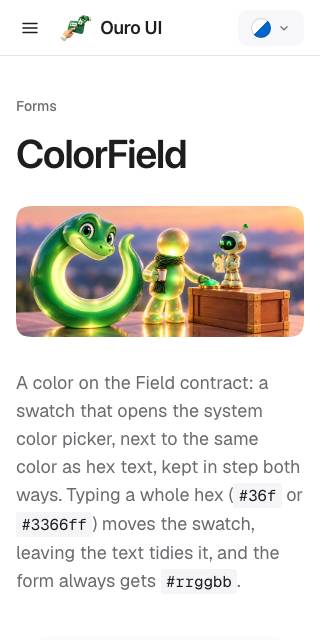 Ouro UI
Forms
ColorField
A color on the Field contract: a
swatch that opens the system
color picker, next to the same
color as hex text, kept in step both
ways. Typing a whole hex (#36f or
#3366ff) moves the swatch,
leaving the text tidies it, and the
form always gets #rrggbb.